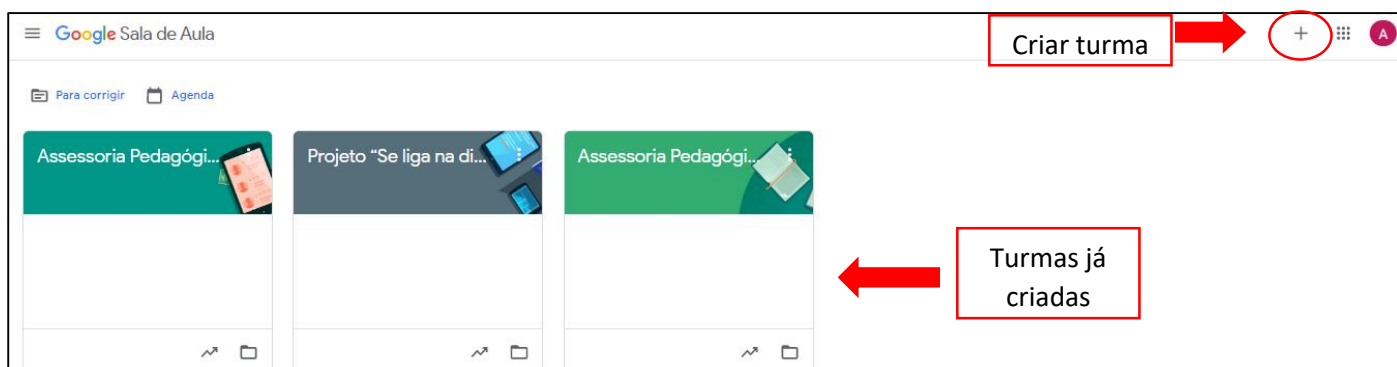 Google Sala de Aula
Criar turma
A
Para corrigir
Agenda
Assessoria Pedagógi...
Projeto “Se liga na di...
Assessoria Pedagógi...
Turmas já
criadas